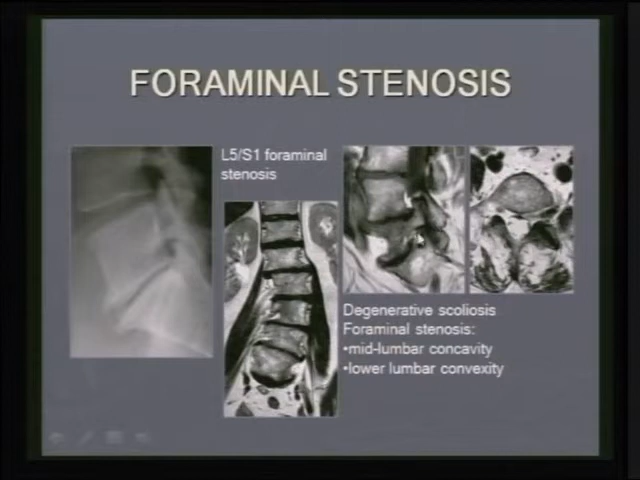 FORAMINAL STENOSIS
L5/S1 foraminal
stenosis
Degenerative scoliosis
Foraminal stenosis:
•mid-lumbar concavity
•lower lumbar convexity